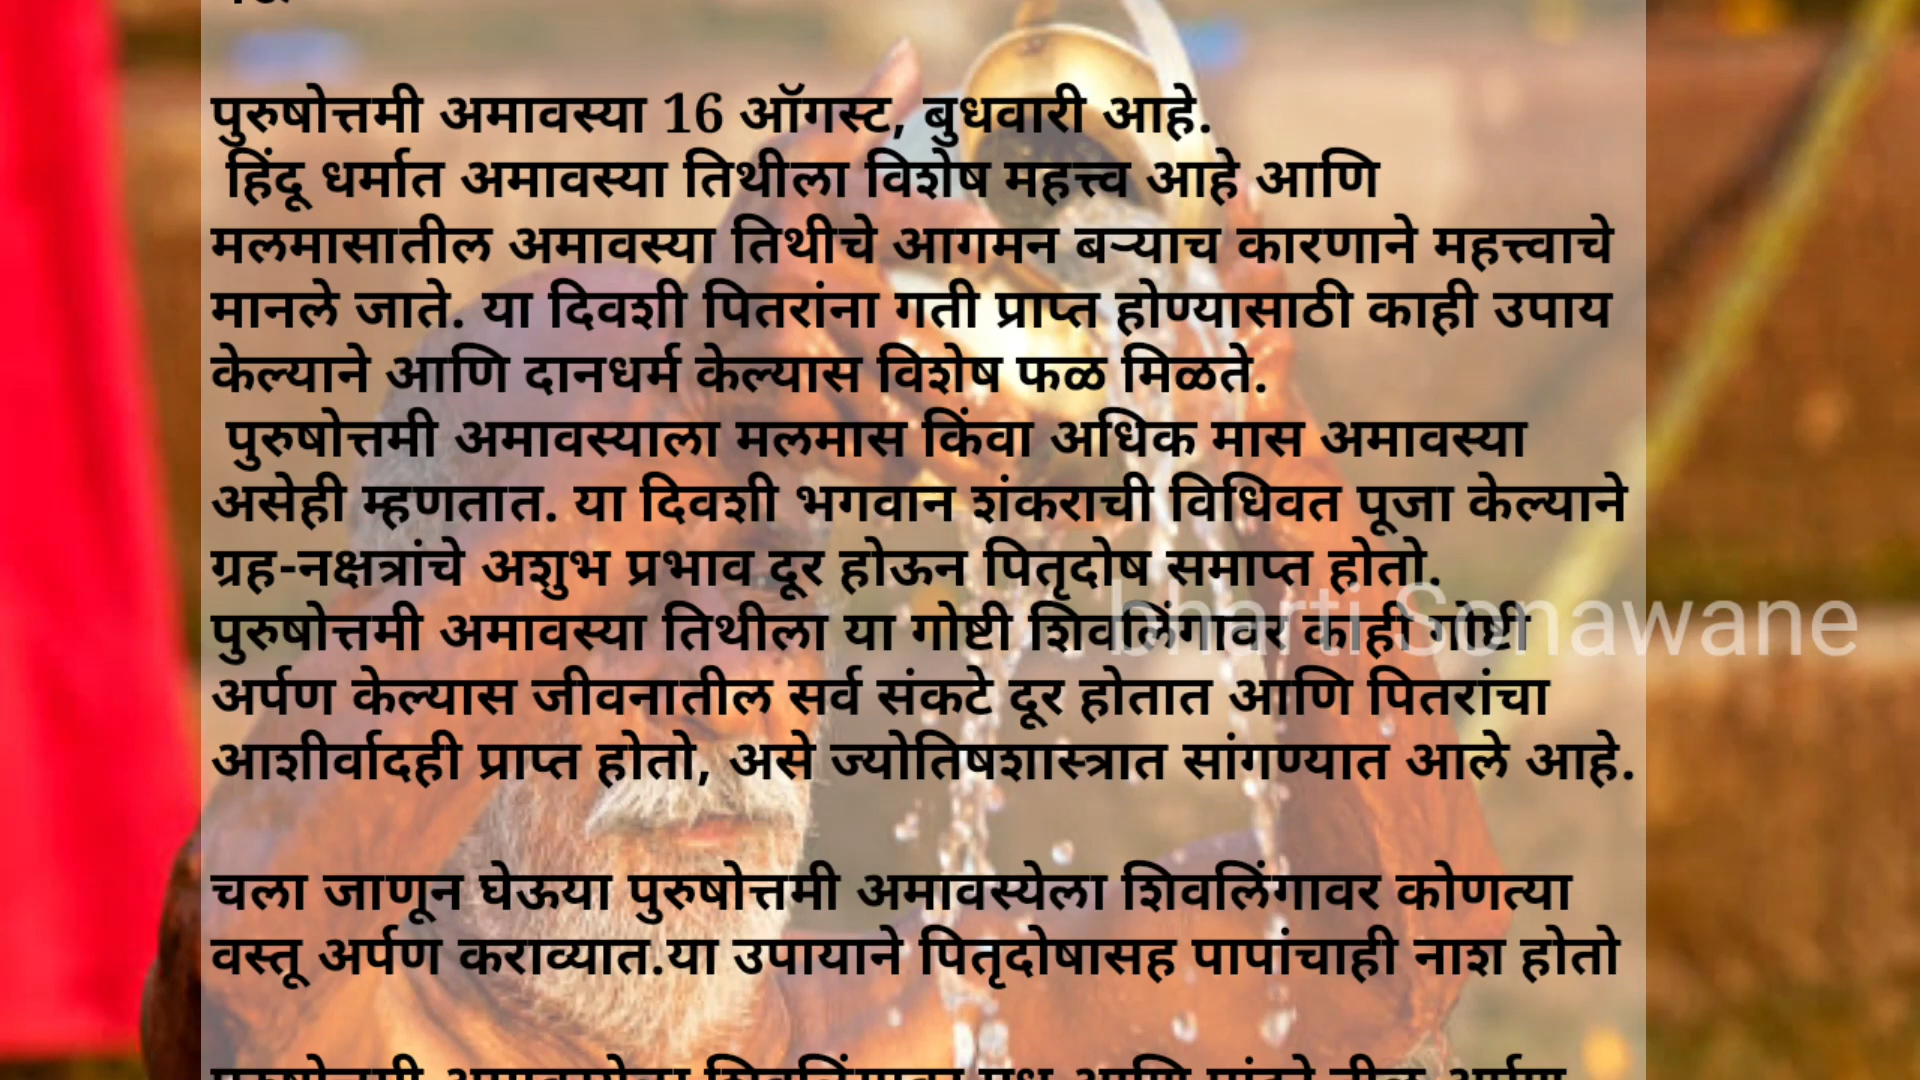 पुरुषोत्तमी अमावस्या 16 ऑगस्ट, बुधवारी आहे.
हिंदू धर्मात अमावस्या तिथीला विशेष महत्त्व आहे आणि
मलमासातील अमावस्या तिथीचे आगमन बऱ्याच कारणाने महत्त्वाचे
मानले जाते. या दिवशी पितरांना गती प्राप्त होण्यासाठी काही उपाय
केल्याने आणि दानधर्म केल्यास विशेष फळ मिळते.
पुरुषोत्तमी अमावस्याला मलमास किंवा अधिक मास अमावस्या
असेही म्हणतात. या दिवशी भगवान शंकराची विधिवत पूजा केल्याने
ग्रह-नक्षत्रांचे अशुभ प्रभाव दूर होऊन पितृदोष समाप्त होतो.
पुरुषोत्तमी अमावस्या तिथीला या गोष्टी शिवलिंगावर काही गोष्टी
bharti Sonawane
अर्पण केल्यास जीवनातील सर्व संकटे दूर होतात आणि पितरांचा
आशीर्वादही प्राप्त होतो, असे ज्योतिषशास्त्रात सांगण्यात आले आहे.
चला जाणून घेऊया पुरुषोत्तमी अमावस्येला शिवलिंगावर कोणत्या
वस्तू अर्पण कराव्यात.या उपायाने पितृदोषासह पापांचाही नाश होतो